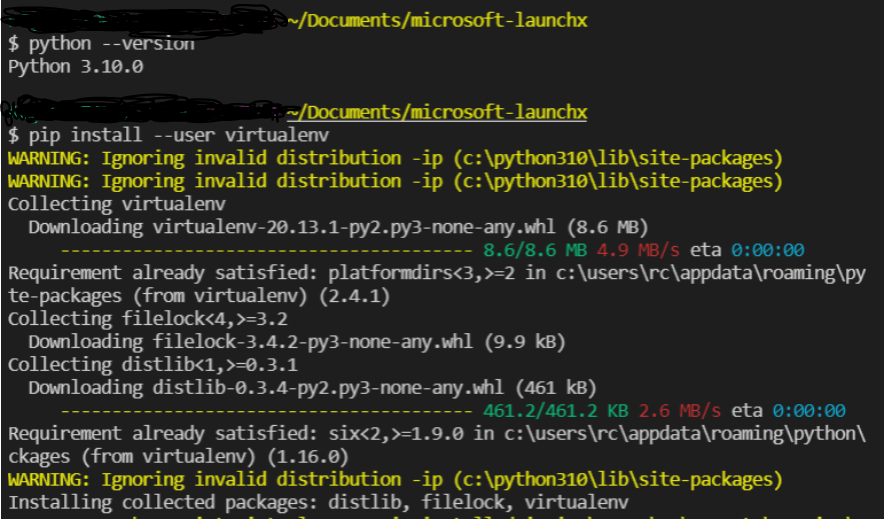 ~/Documents/microsoft-launchx
$ python --version
Python 3.10.0
~/Documents/microsoft-launchx
$ pip install --user virtualenv
WARNING: Ignoring invalid distribution -ip (c:\python310\lib\site-packages)
WARNING: Ignoring invalid distribution -ip (c:\python310\lib\site-packages)
Collecting virtualenv
  Downloading virtualenv-20.13.1-py2.py3-none-any.whl (8.6 MB)
     ---------------------------------------- 8.6/8.6 MB 4.9 MB/s eta 0:00:00
Requirement already satisfied: platformdirs<3,>=2 in c:\users\rc\appdata\roaming\py
te-packages (from virtualenv) (2.4.1)
Collecting filelock<4,>=3.2
  Downloading filelock-3.4.2-py3-none-any.whl (9.9 kB)
Collecting distlib<1,>=0.3.1
  Downloading distlib-0.3.4-py2.py3-none-any.whl (461 kB)
     ---------------------------------------- 461.2/461.2 KB 2.6 MB/s eta 0:00:00
Requirement already satisfied: six<2,>=1.9.0 in c:\users\rc\appdata\roaming\python\
ckages (from virtualenv) (1.16.0)
WARNING: Ignoring invalid distribution -ip (c:\python310\lib\site-packages)
Installing collected packages: distlib, filelock, virtualenv